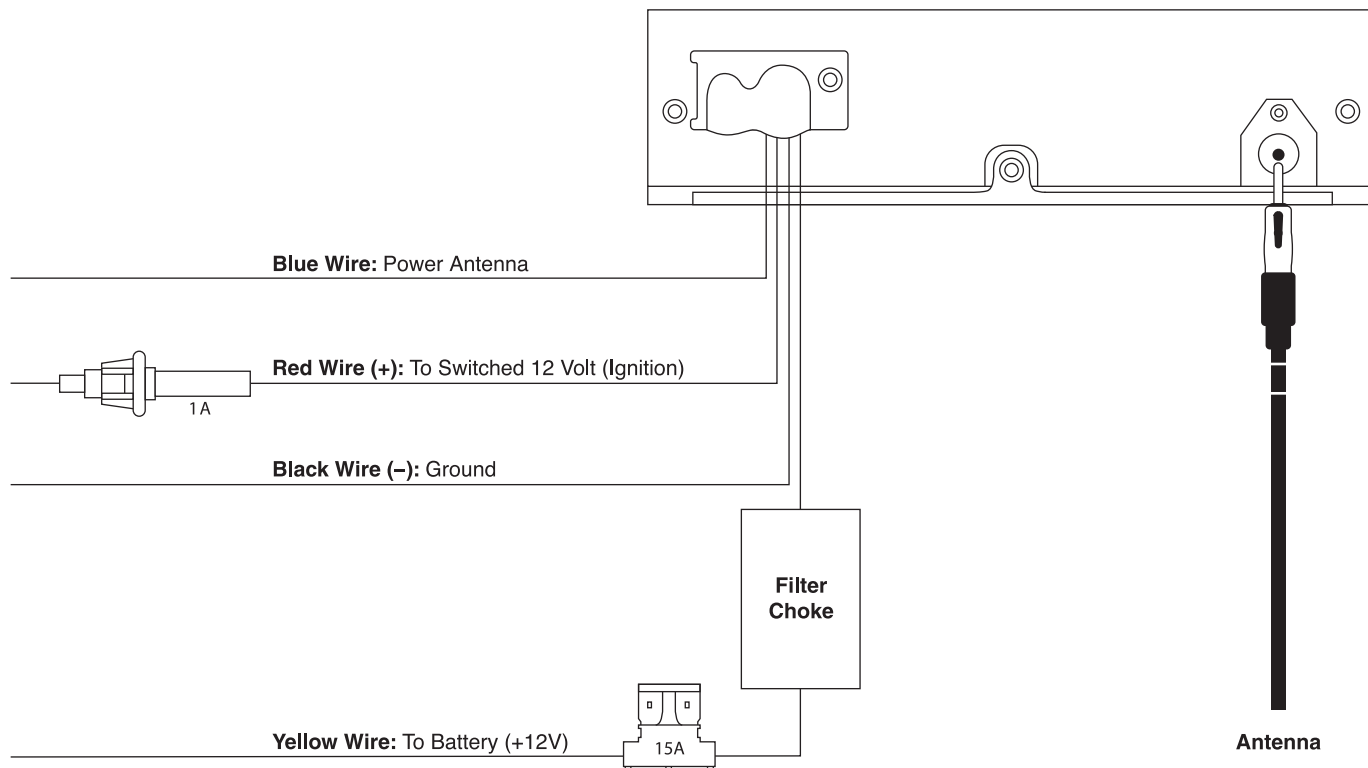 Blue Wire: Power Antenna
Red Wire (+): To Switched 12 Volt (Ignition)
1A
Black Wire (–): Ground
Filter
Choke
Yellow Wire: To Battery (+12V)
15A
Antenna